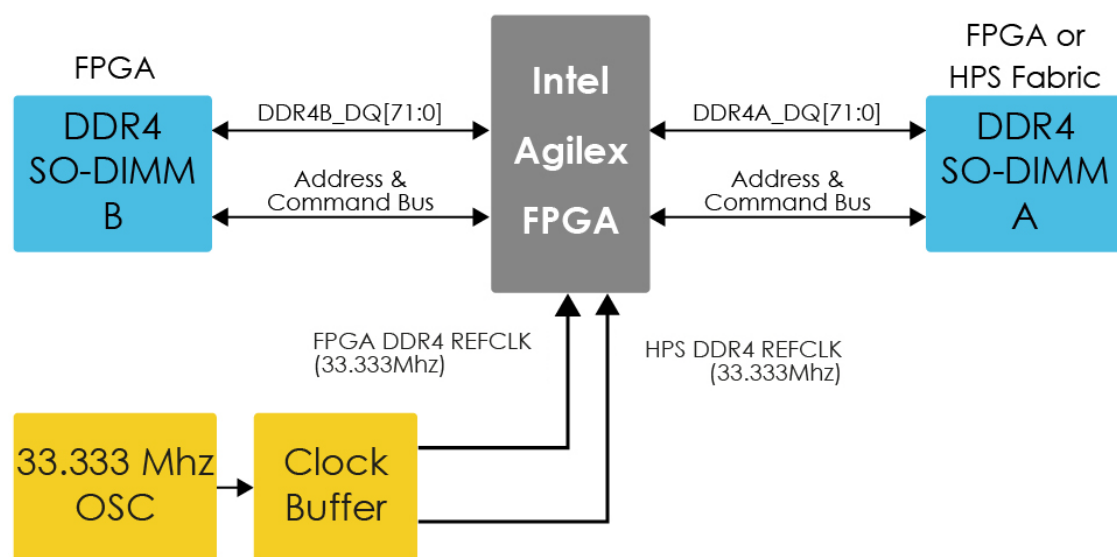 FPGA
DDR4
SO-DIMM
B
DDR4B_DQ[71:0]
Address &
Command Bus
Intel
Agilex
FPGA
DDR4A_DQ[71:0]
Address &
Command Bus
FPGA or
HPS Fabric
DDR4
SO-DIMM
A
FPGA DDR4 REFCLK
(33.333Mhz)
HPS DDR4 REFCLK
(33.333Mhz)
33.333 Mhz
OSC
Clock
Buffer